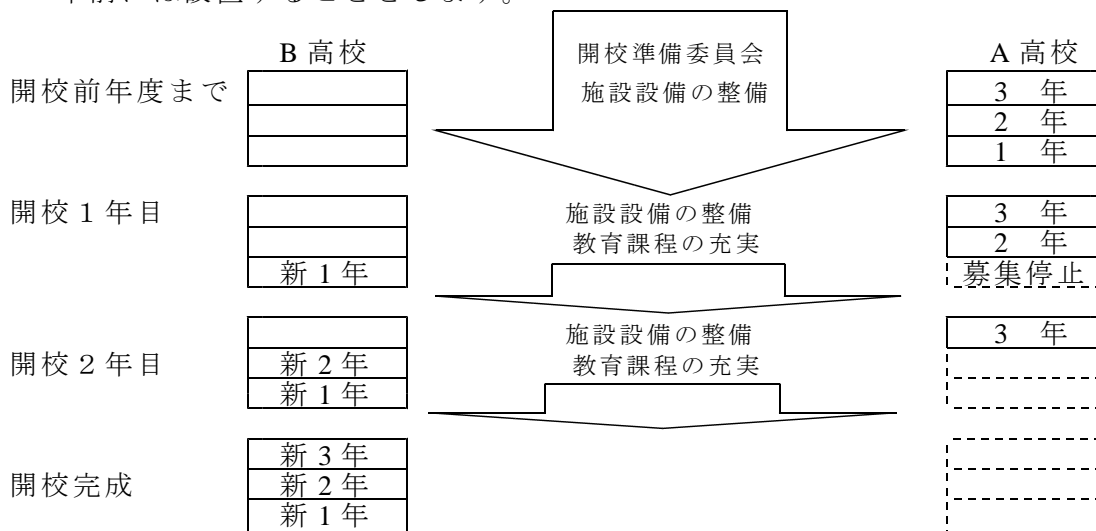 B 高校
開校準備委員会
A 高校
開校前年度まで
施設設備の整備
3 年
2 年
1 年
開校 1 年目
施設設備の整備
3 年
教育課程の充実
2 年
新 1 年
募集停止
施設設備の整備
3 年
開校 2 年目
新 2 年
教育課程の充実
新 1 年
新 3 年
開校完成
新 2 年
新 1 年